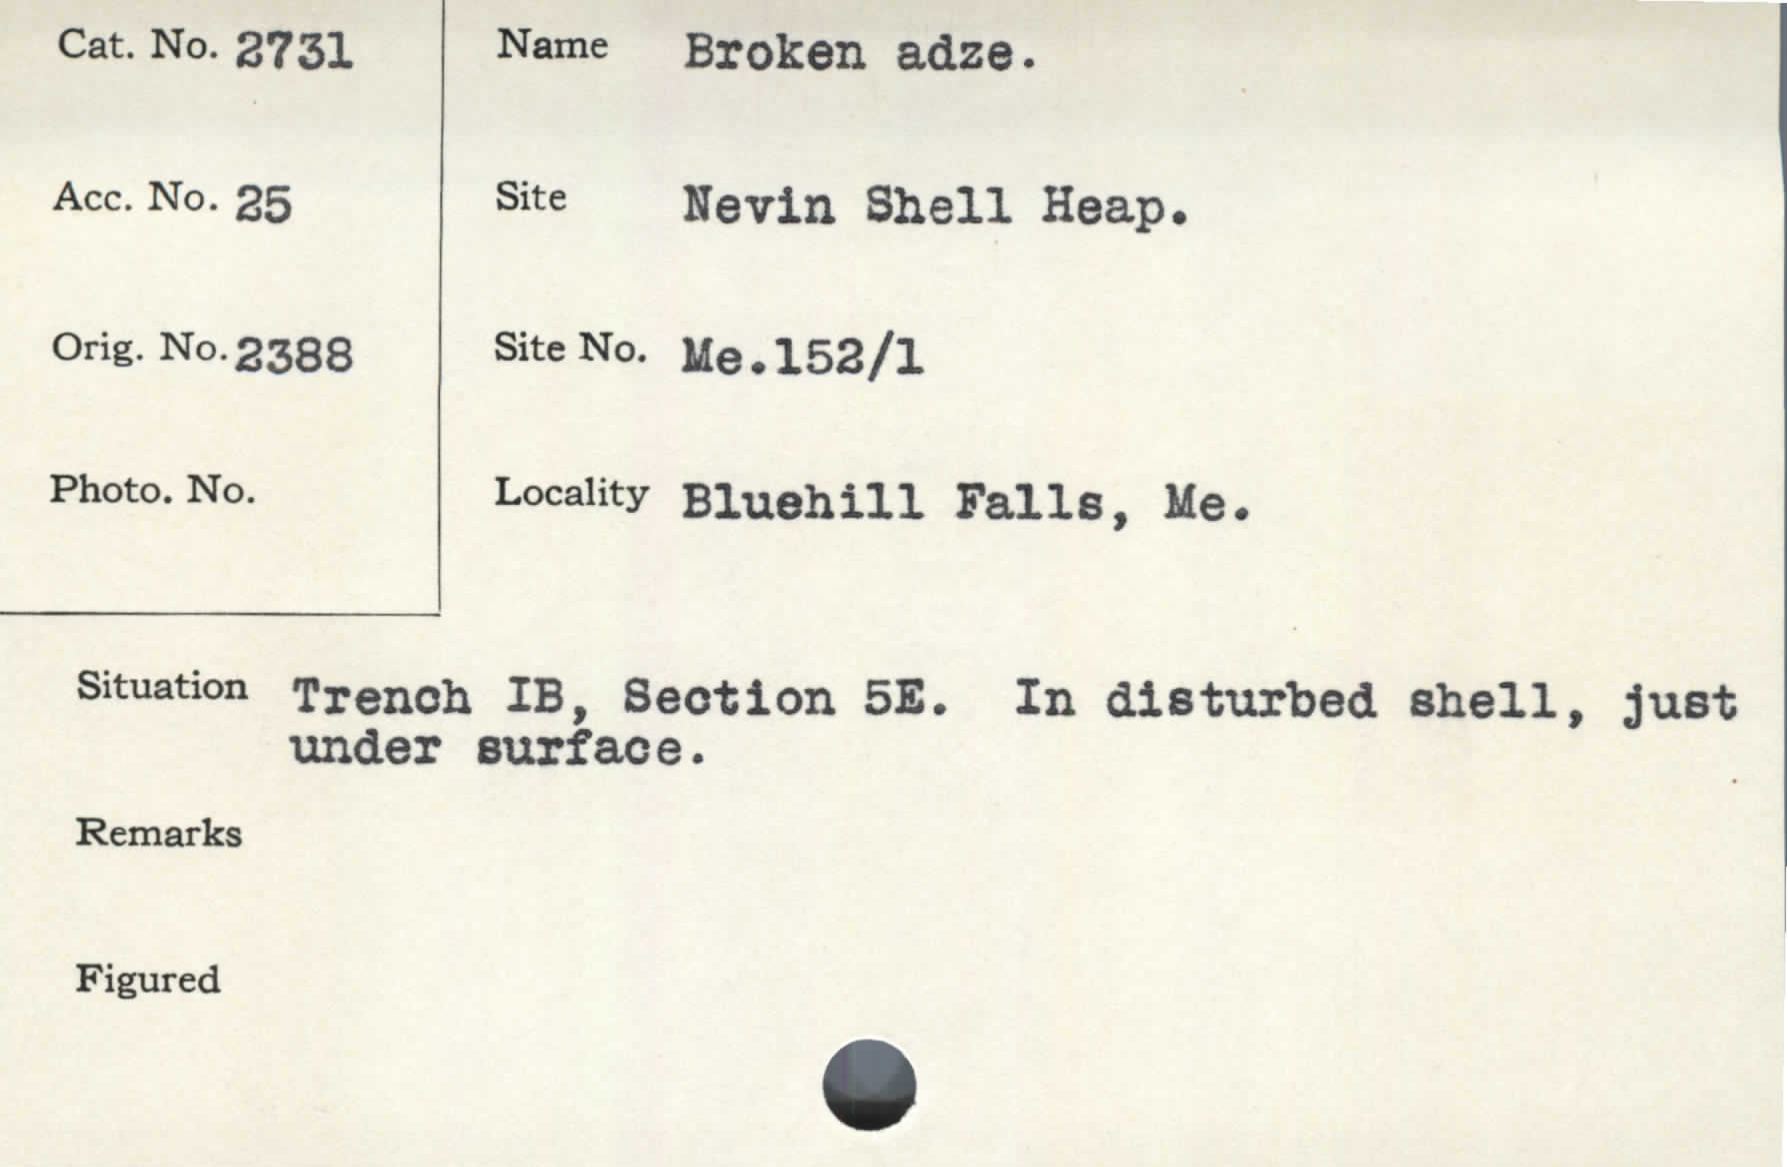 Cat. No. 2731
Name Broken adze.
Acc. No. 25
Site Nevin Shell Heap.
Orig. No. 2388
Site No. Me.152/1
Photo. No.
Locality Bluehill Falls, Me.
Situation Trench IB, Section 5E. In disturbed shell, just
under surface.
Remarks
Figured